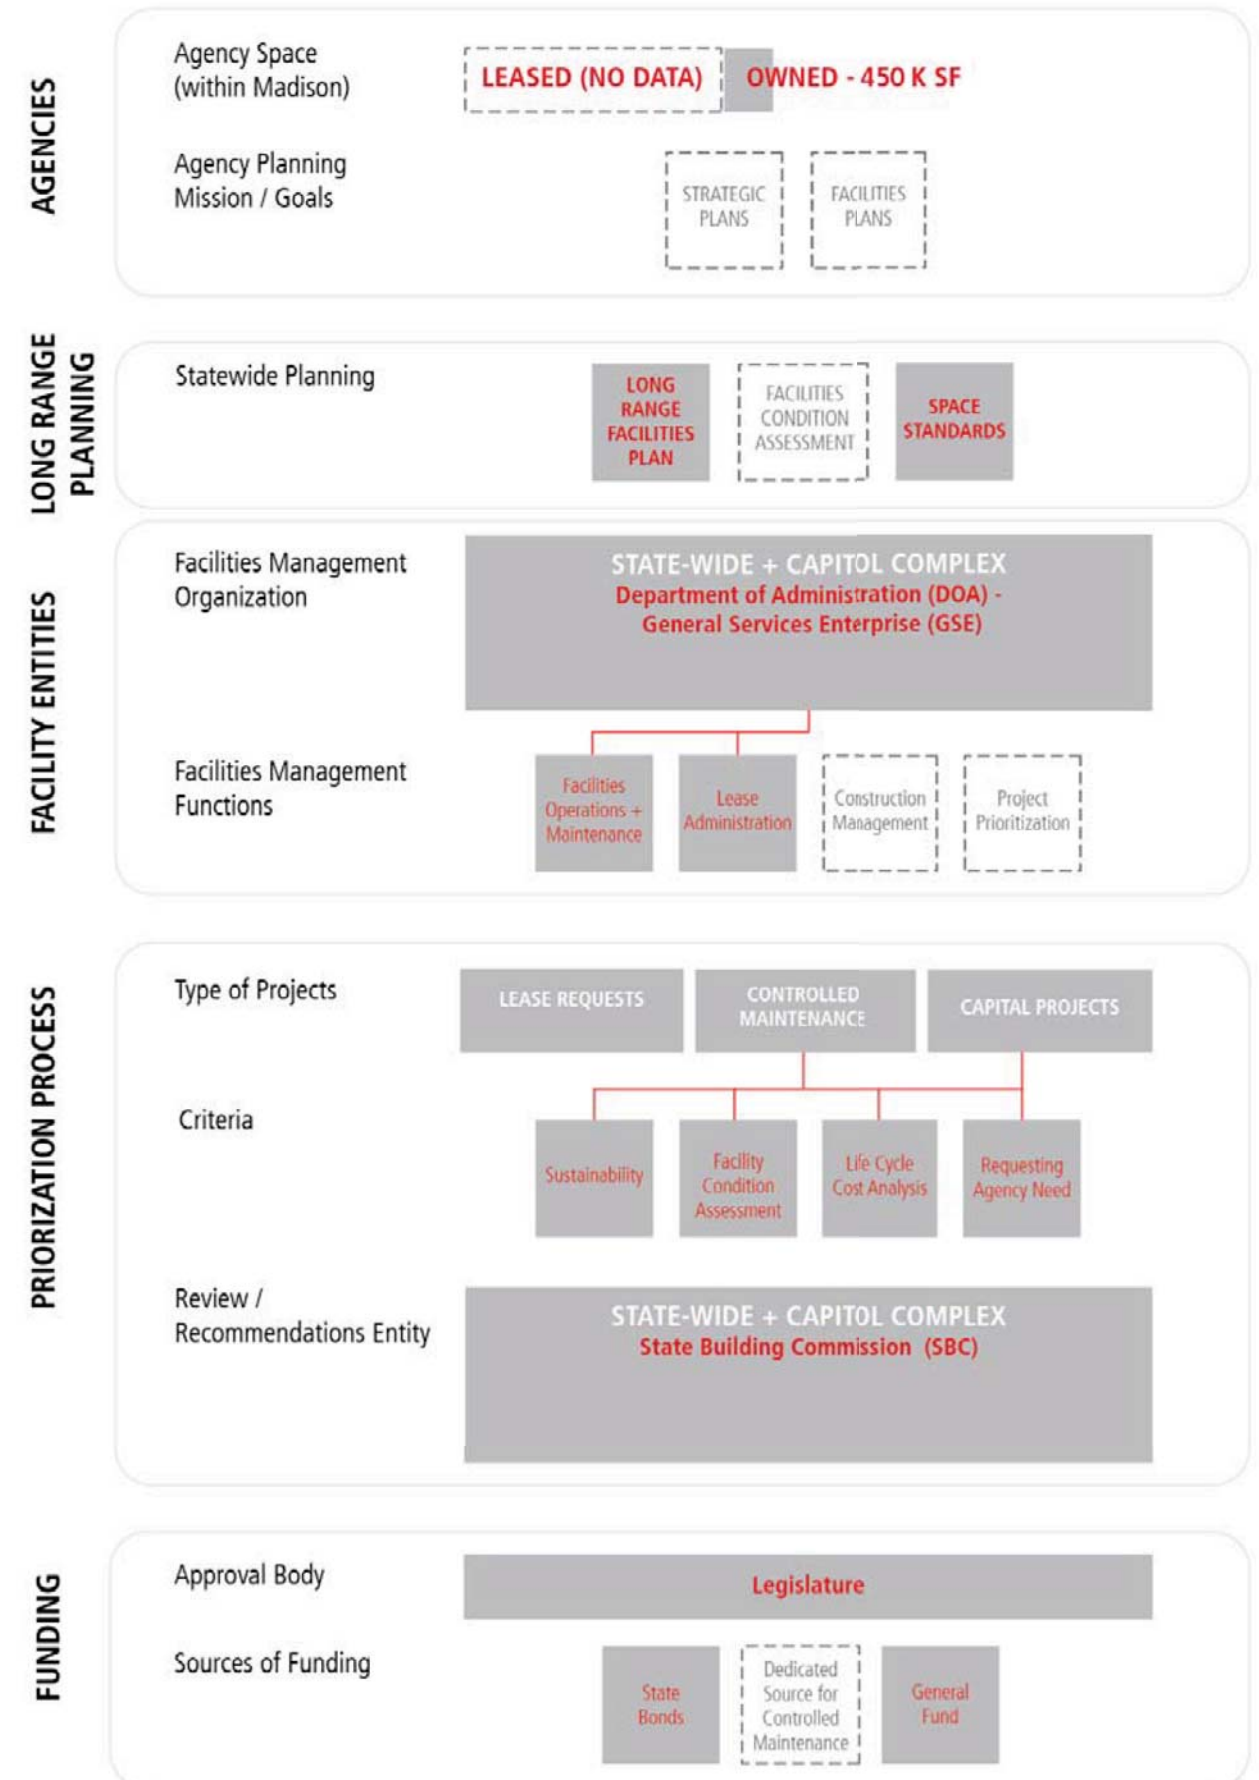 AGENCIES
Agency Space
(within Madison)
LEASED (NO DATA)
OWNED - 450 K SF
Agency Planning
Mission / Goals
STRATEGIC
PLANS
FACILITIES
PLANS
LONG RANGE
PLANNING
Statewide Planning
LONG
RANGE
FACILITIES
PLAN
FACILITIES
CONDITION
ASSESSMENT
SPACE
STANDARDS
FACILITY ENTITIES
Facilities Management
Organization
STATE-WIDE + CAPITOL COMPLEX
Department of Administration (DOA) -
General Services Enterprise (GSE)
Facilities Management
Functions
Facilities
Operations +
Maintenance
Lease
Administration
Construction
Management
Project
Prioritization
PRIORIZATION PROCESS
Type of Projects
LEASE REQUESTS
CONTROLLED
MAINTENANCE
CAPITAL PROJECTS
Criteria
Sustainability
Facility
Condition
Assessment
Life Cycle
Cost Analysis
Requesting
Agency Need
Review /
Recommendations Entity
STATE-WIDE + CAPITOL COMPLEX
State Building Commission (SBC)
FUNDING
Approval Body
Legislature
Sources of Funding
State
Bonds
Dedicated
Source for
Controlled
Maintenance
General
Fund